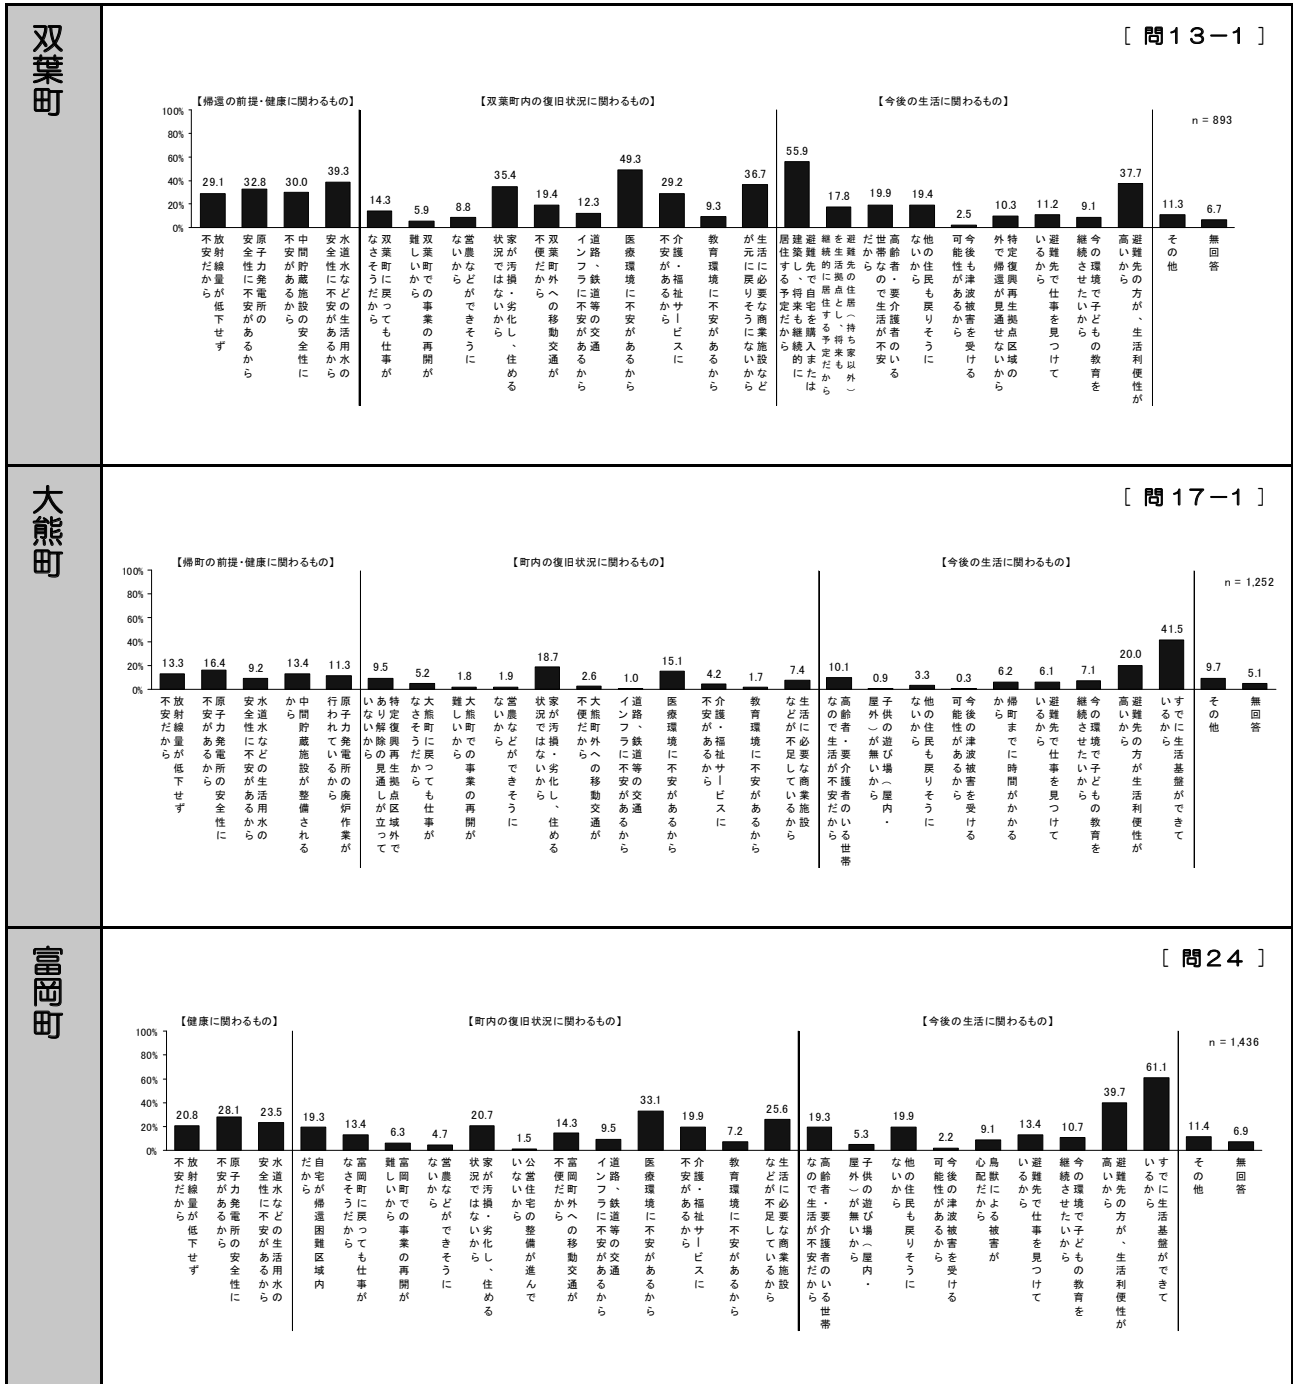 双葉町
［ 問１３－１ ］
【帰還の前提・健康に関わるもの】
【双葉町内の復旧状況に関わるもの】
【今後の生活に関わるもの】
n = 893
100%
80%
60%
40%
20%
0%
29.1
32.8
30.0
39.3
14.3
5.9
8.8
35.4
19.4
12.3
49.3
29.2
9.3
36.7
55.9
17.8
19.9
19.4
2.5
10.3
11.2
9.1
37.7
11.3
6.7
放射線量が低下せず
不安だから
原子力発電所の
安全性に不安があるから
中間貯蔵施設の安全性に
不安があるから
水道水などの生活用水の
安全性に不安があるから
双葉町に戻っても仕事が
なさそうだから
双葉町での事業の再開が
難しいから
営農などができそうに
ないから
家が汚損・劣化し、住める
状況ではないから
双葉町外への移動交通が
不便だから
道路、鉄道等の交通
インフラに不安があるから
医療環境に不安があるから
介護・福祉サービスに
不安があるから
教育環境に不安があるから
生活に必要な商業施設など
が元に戻りそうにないから
避難先で自宅を購入または
建築し、将来も継続的に
居住する予定だから
避難先の住居（持ち家以外）
を生活拠点とし、将来も
継続的に居住する予定だから
高齢者・要介護者のいる
世帯なので生活が不安
だから
他の住民も戻りそうに
ないから
今後も津波被害を受ける
可能性があるから
特定復興再生拠点区域の
外で帰還が見通せないから
避難先で仕事を見つけて
いるから
今の環境で子どもの教育を
継続させたいから
避難先の方が、生活利便性が
高いから
その他
無回答
大熊町
［ 問１７－１ ］
【帰町の前提・健康に関わるもの】
【町内の復旧状況に関わるもの】
【今後の生活に関わるもの】
n = 1,252
100%
80%
60%
40%
20%
0%
13.3
16.4
9.2
13.4
11.3
9.5
5.2
1.8
1.9
18.7
2.6
1.0
15.1
4.2
1.7
7.4
10.1
0.9
3.3
0.3
6.2
6.1
7.1
20.0
41.5
9.7
5.1
放射線量が低下せず
不安だから
原子力発電所の安全性に
不安があるから
水道水などの生活用水の
安全性に不安があるから
中間貯蔵施設が整備される
から
原子力発電所の廃炉作業が
行われているから
特定復興再生拠点区域外で
あり解除の見通しが立って
いないから
大熊町に戻っても仕事が
なさそうだから
大熊町での事業の再開が
難しいから
営農などができそうに
ないから
家が汚損・劣化し、住める
状況ではないから
大熊町外への移動交通が
不便だから
道路、鉄道等の交通
インフラに不安があるから
医療環境に不安があるから
介護・福祉サービスに
不安があるから
教育環境に不安があるから
生活に必要な商業施設
などが不足しているから
高齢者・要介護者のいる世帯
なので生活が不安だから
子供の遊び場（屋内・
屋外）が無いから
他の住民も戻りそうに
ないから
今後の津波被害を受ける
可能性があるから
帰町までに時間がかかる
から
避難先で仕事を見つけて
いるから
今の環境で子どもの教育を
継続させたいから
避難先の方が生活利便性が
高いから
すでに生活基盤ができて
いるから
その他
無回答
富岡町
［ 問２４ ］
【健康に関わるもの】
【町内の復旧状況に関わるもの】
【今後の生活に関わるもの】
n = 1,436
100%
80%
60%
40%
20%
0%
20.8
28.1
23.5
19.3
13.4
6.3
4.7
20.7
1.5
14.3
9.5
33.1
19.9
7.2
25.6
19.3
5.3
19.9
2.2
9.1
13.4
10.7
39.7
61.1
11.4
6.9
放射線量が低下せず
不安だから
原子力発電所の安全性に
不安があるから
水道水などの生活用水の
安全性に不安があるから
自宅が帰還困難区域内
だから
富岡町に戻っても仕事が
なさそうだから
富岡町での事業の再開が
難しいから
営農などができそうに
ないから
家が汚損・劣化し、住める
状況ではないから
公営住宅の整備が進んで
いないから
富岡町外への移動交通が
不便だから
道路、鉄道等の交通
インフラに不安があるから
医療環境に不安があるから
介護・福祉サービスに
不安があるから
教育環境に不安があるから
生活に必要な商業施設
などが不足しているから
高齢者・要介護者のいる世帯
なので生活が不安だから
子供の遊び場（屋内・
屋外）が無いから
他の住民も戻りそうに
ないから
今後の津波被害を受ける
可能性があるから
鳥獣による被害が
心配だから
避難先で仕事を見つけて
いるから
今の環境で子どもの教育を
継続させたいから
避難先の方が、生活利便性が
高いから
すでに生活基盤ができて
いるから
その他
無回答